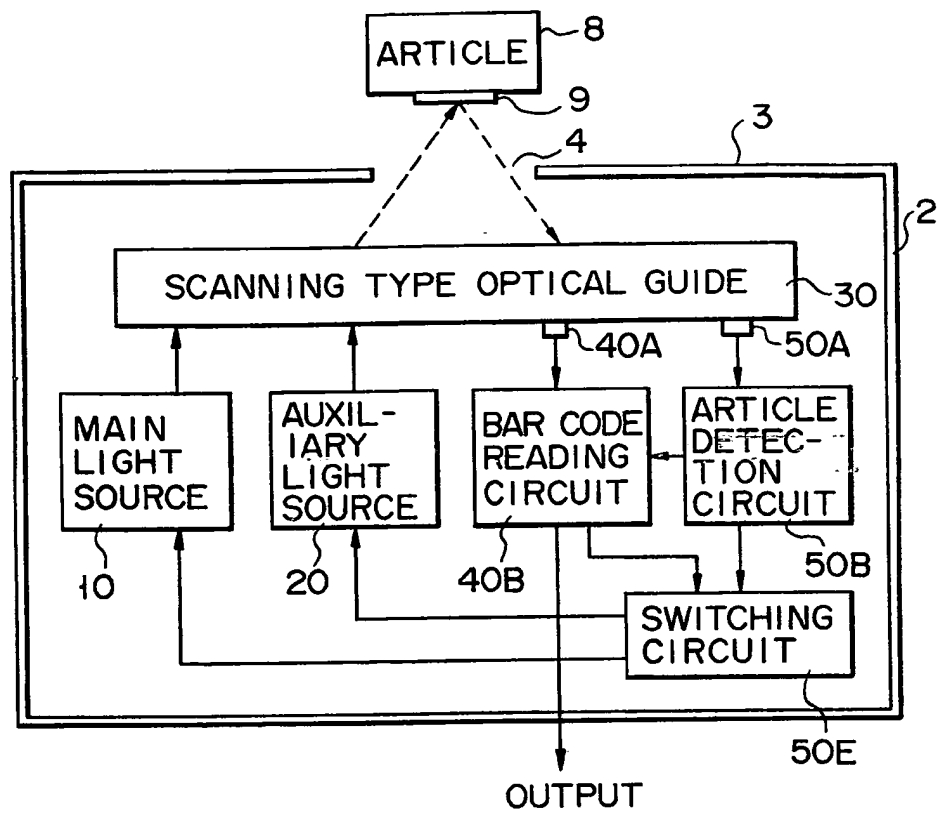 ARTICLE
8
9
4
3
2
SCANNING TYPE OPTICAL GUIDE
30
40A
50A
MAIN
LIGHT
SOURCE
10
AUXIL-
IARY
LIGHT
SOURCE
20
BAR CODE
READING
CIRCUIT
40B
ARTICLE
DETEC-
TION
CIRCUIT
50B
SWITCHING
CIRCUIT
50E
OUTPUT